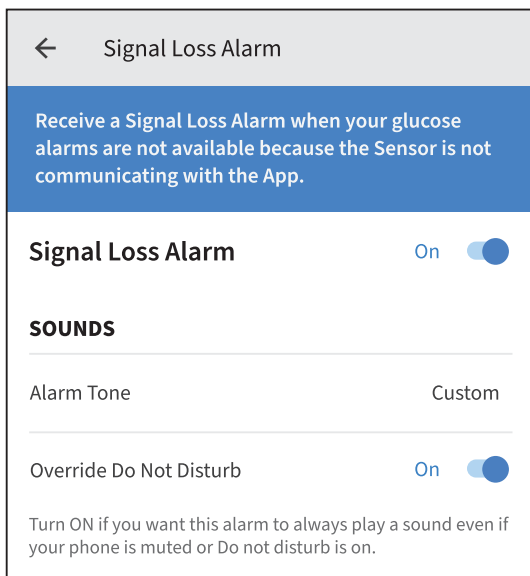 Signal Loss Alarm
Receive a Signal Loss Alarm when your glucose
alarms are not available because the Sensor is not
communicating with the App.
Signal Loss Alarm On
SOUNDS
Alarm Tone Custom
Override Do Not Disturb On
Turn ON if you want this alarm to always play a sound even if
your phone is muted or Do not disturb is on.